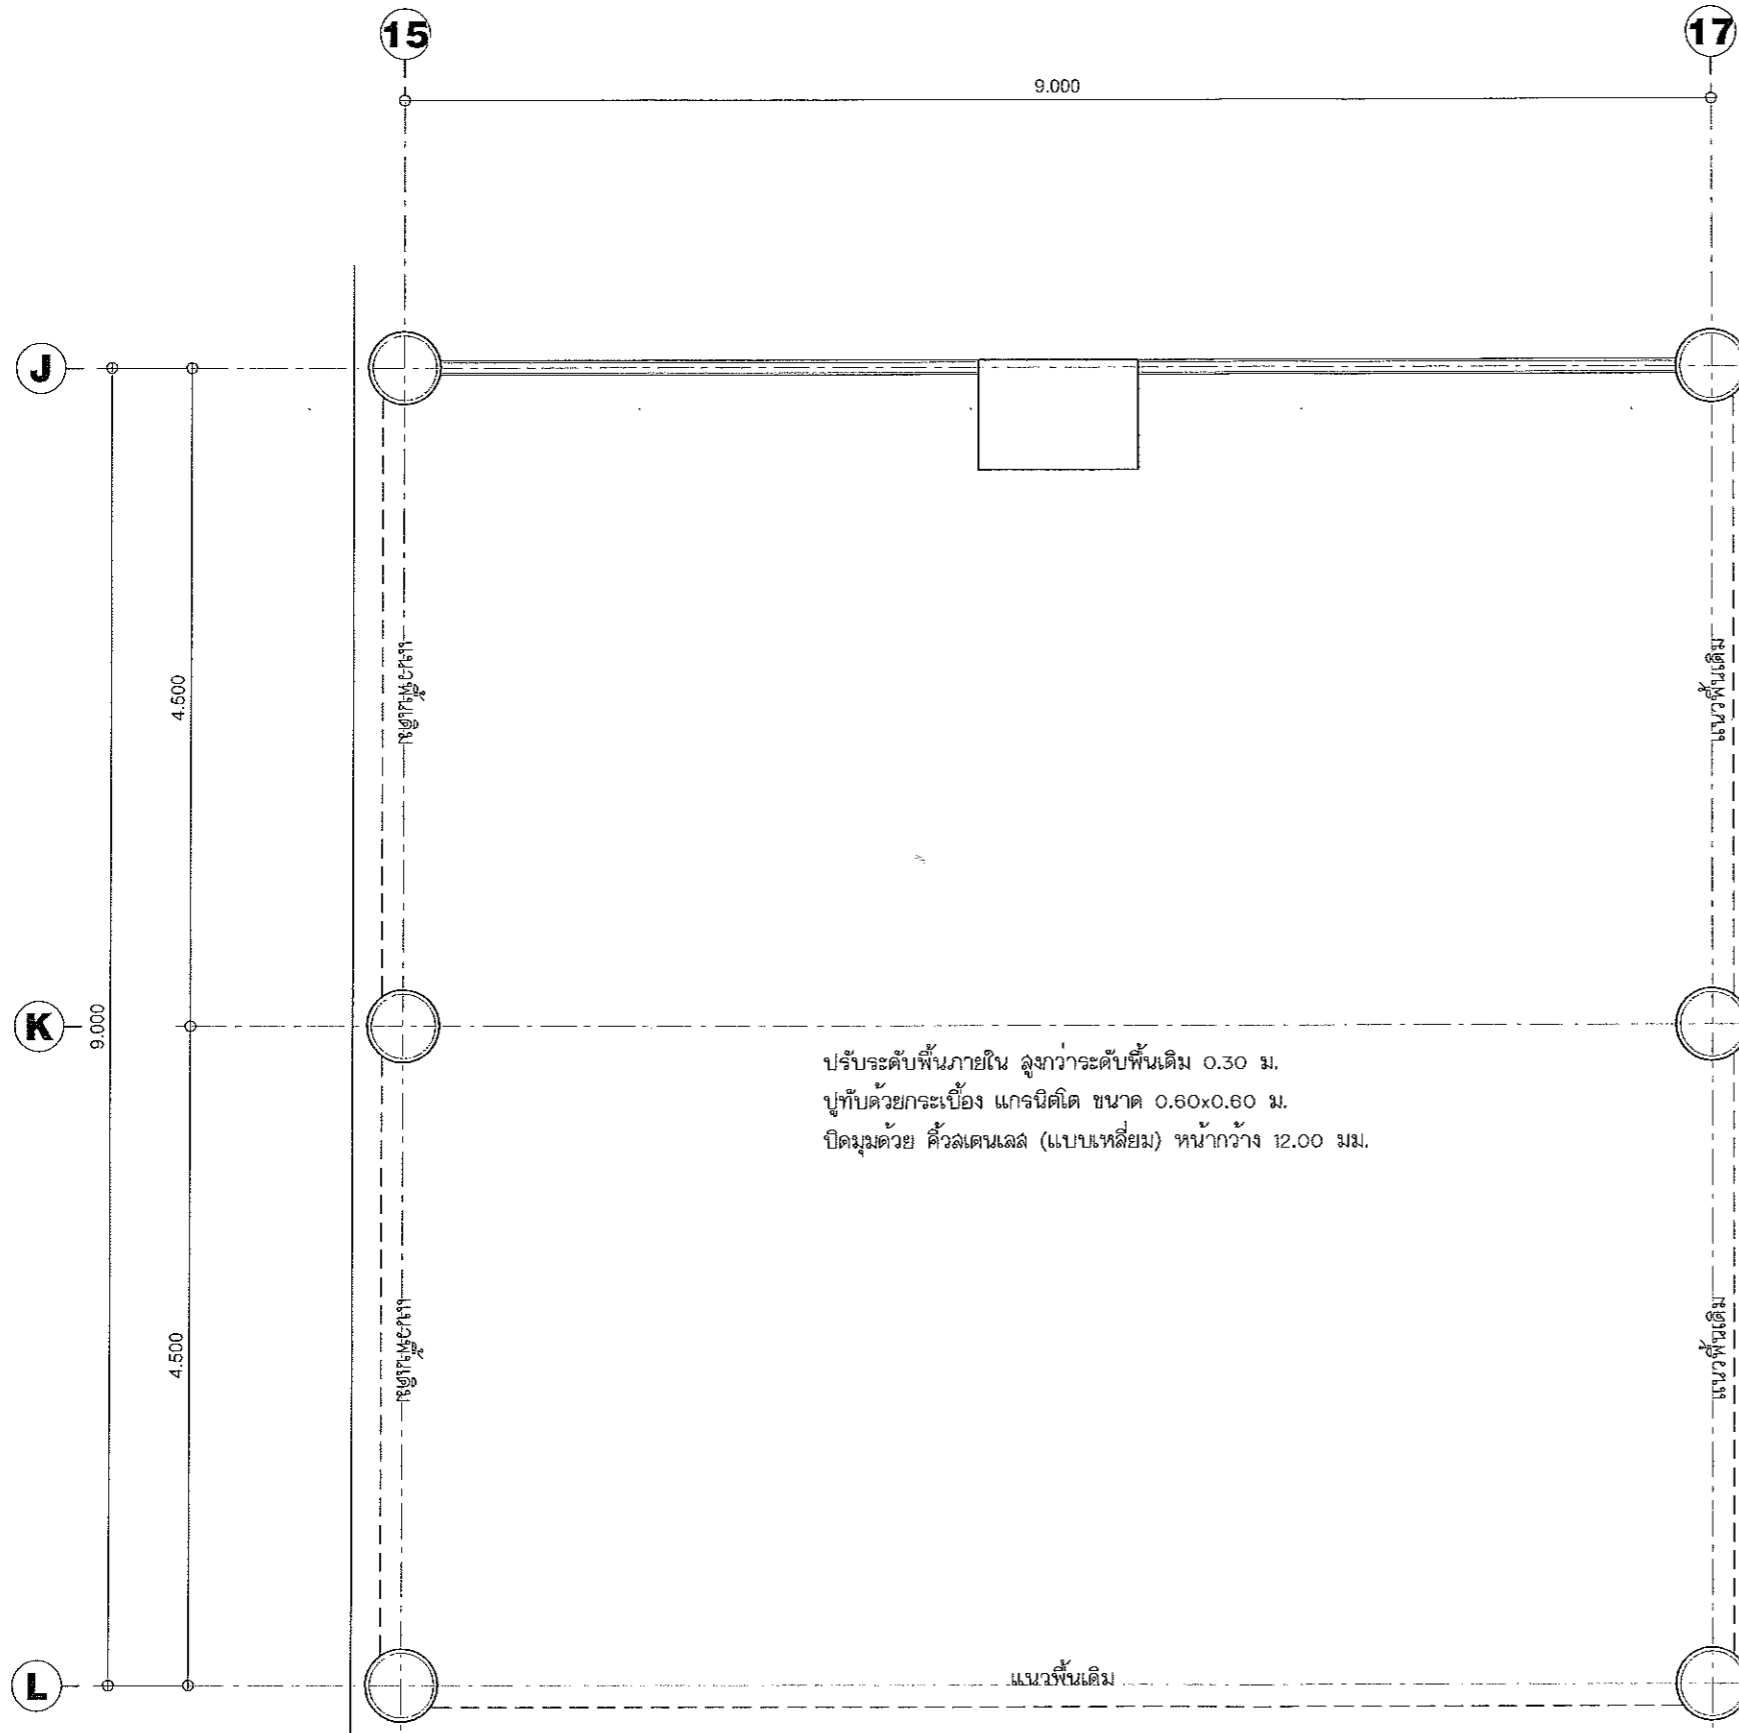 15
17
9.000
J
4.500
แนวพื้นเดิม
แนวพื้นเดิม
K
9.000
ปรับระดับพื้นภายใน สูงกว่าระดับพื้นเดิม 0.30 ม.
ปูทับด้วยกระเบื้อง แกรนิตโต ขนาด 0.60x0.60 ม.
ปิดมุมด้วย คิ้วสเตนเลส (แบบเหลี่ยม) หน้ากว้าง 12.00 มม.
4.500
แนวพื้นเดิม
แนวพื้นเดิม
L
แนวพื้นเดิม